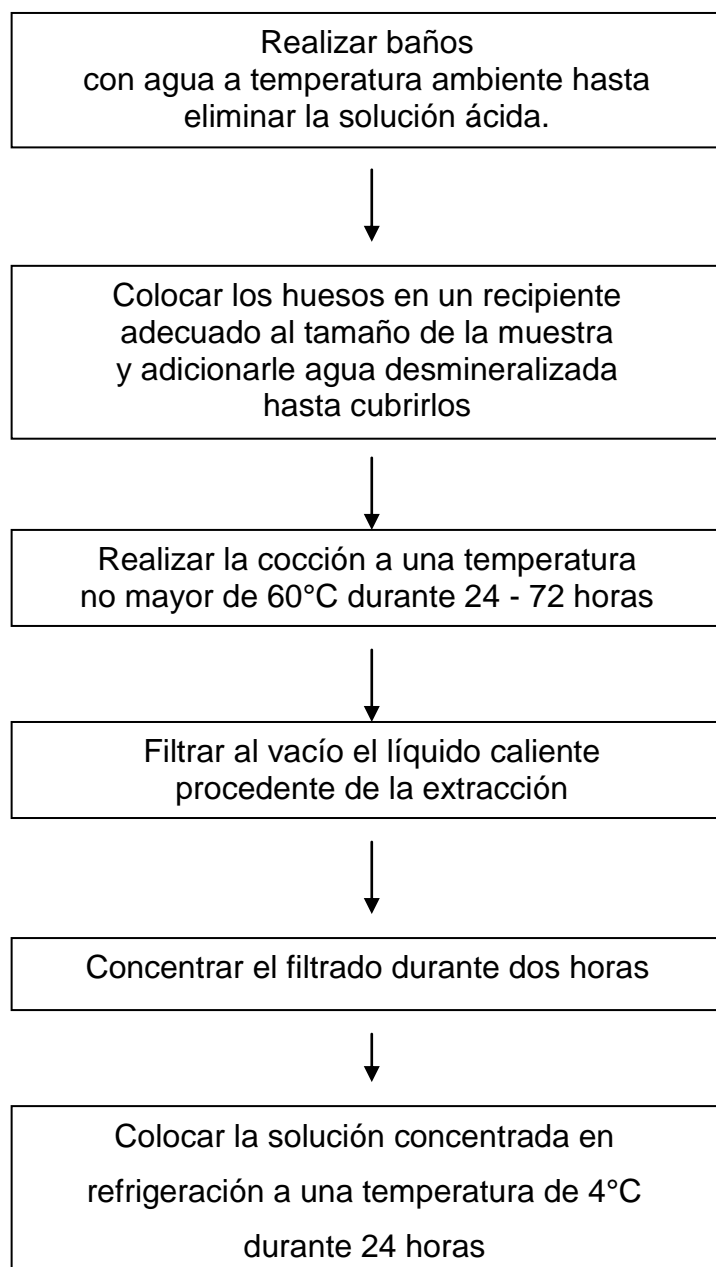 Realizar baños
con agua a temperatura ambiente hasta
eliminar la solución ácida.
Colocar los huesos en un recipiente
adecuado al tamaño de la muestra
y adicionarle agua desmineralizada
hasta cubrirlos
Realizar la cocción a una temperatura
no mayor de 60°C durante 24 - 72 horas
Filtrar al vacío el líquido caliente
procedente de la extracción
Concentrar el filtrado durante dos horas
Colocar la solución concentrada en
refrigeración a una temperatura de 4°C
durante 24 horas